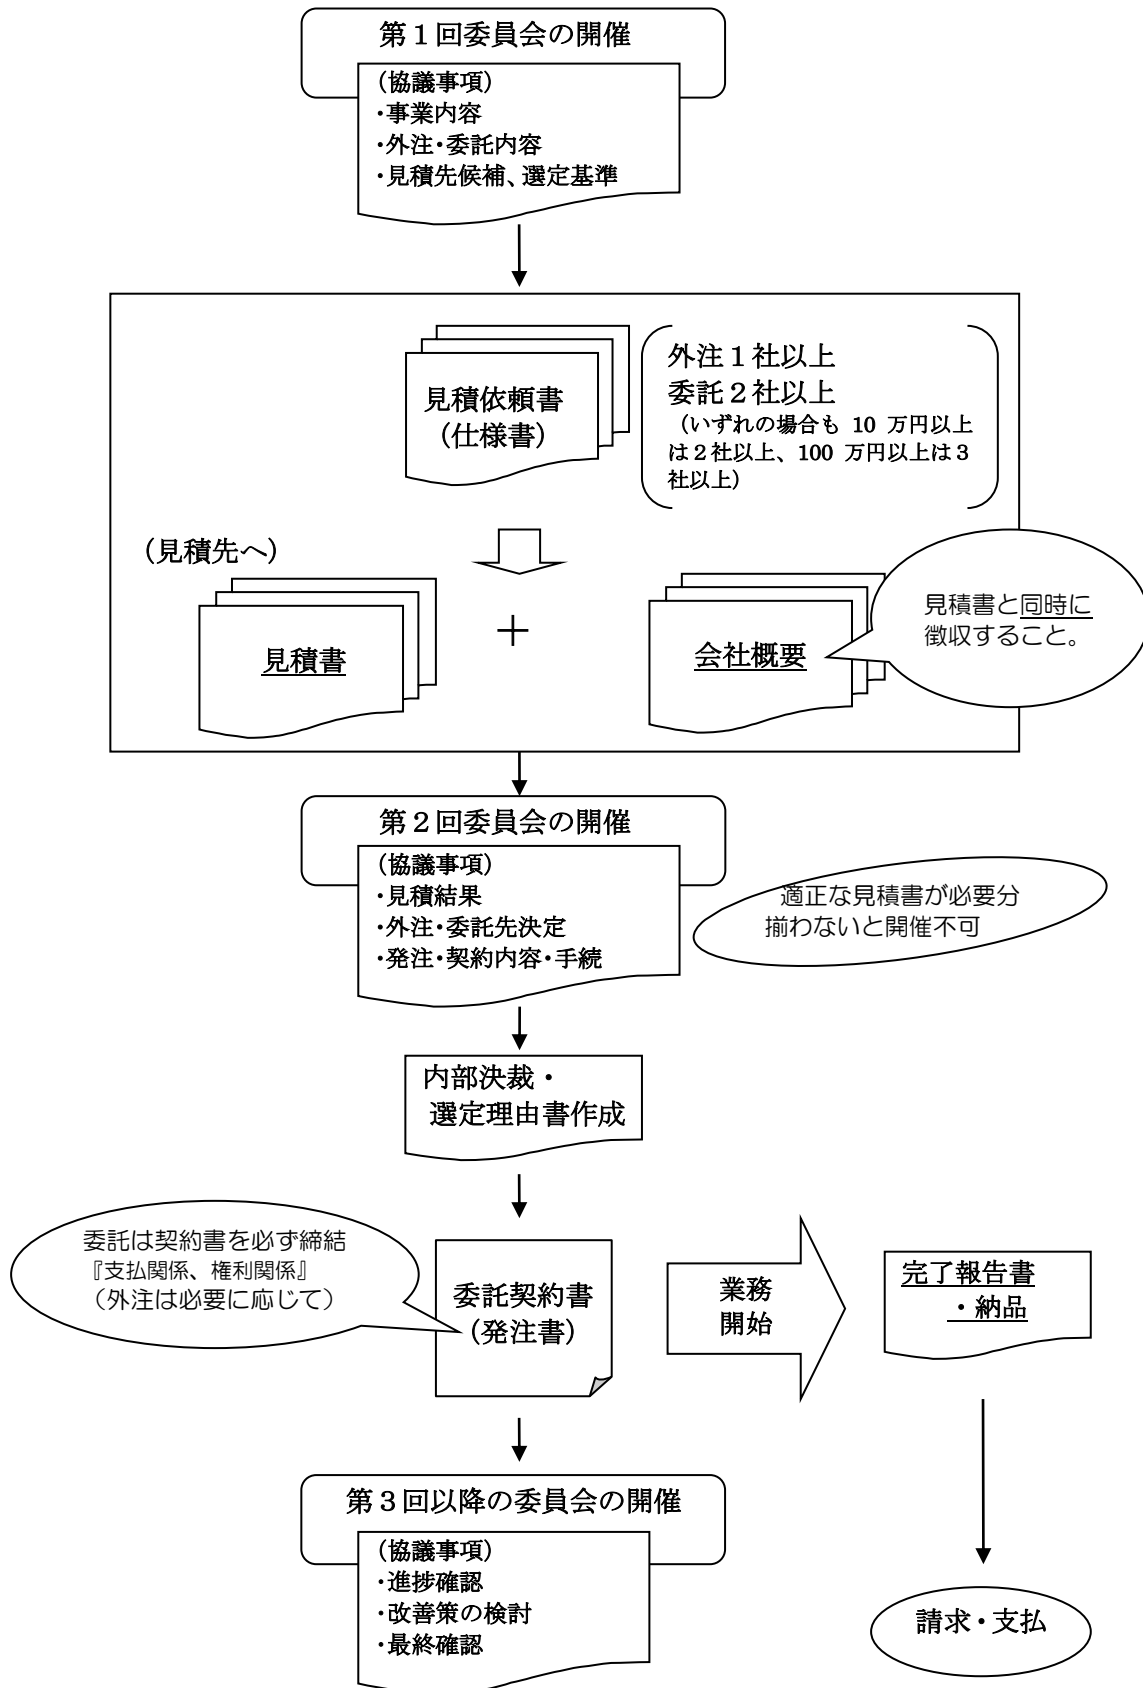 第１回委員会の開催
（協議事項）
・事業内容
・外注・委託内容
・見積先候補、選定基準
見積依頼書
（仕様書）
外注１社以上
委託２社以上
（いずれの場合も 10 万円以上
は２社以上、100 万円以上は３
社以上）
（見積先へ）
見積書
＋
会社概要
見積書と同時に
徴収すること。
第２回委員会の開催
（協議事項）
・見積結果
・外注・委託先決定
・発注・契約内容・手続
適正な見積書が必要分
揃わないと開催不可
内部決裁・
選定理由書作成
委託は契約書を必ず締結
『支払関係、権利関係』
（外注は必要に応じて）
委託契約書
（発注書）
業務
開始
完了報告書
・納品
第３回以降の委員会の開催
（協議事項）
・進捗確認
・改善策の検討
・最終確認
請求・支払